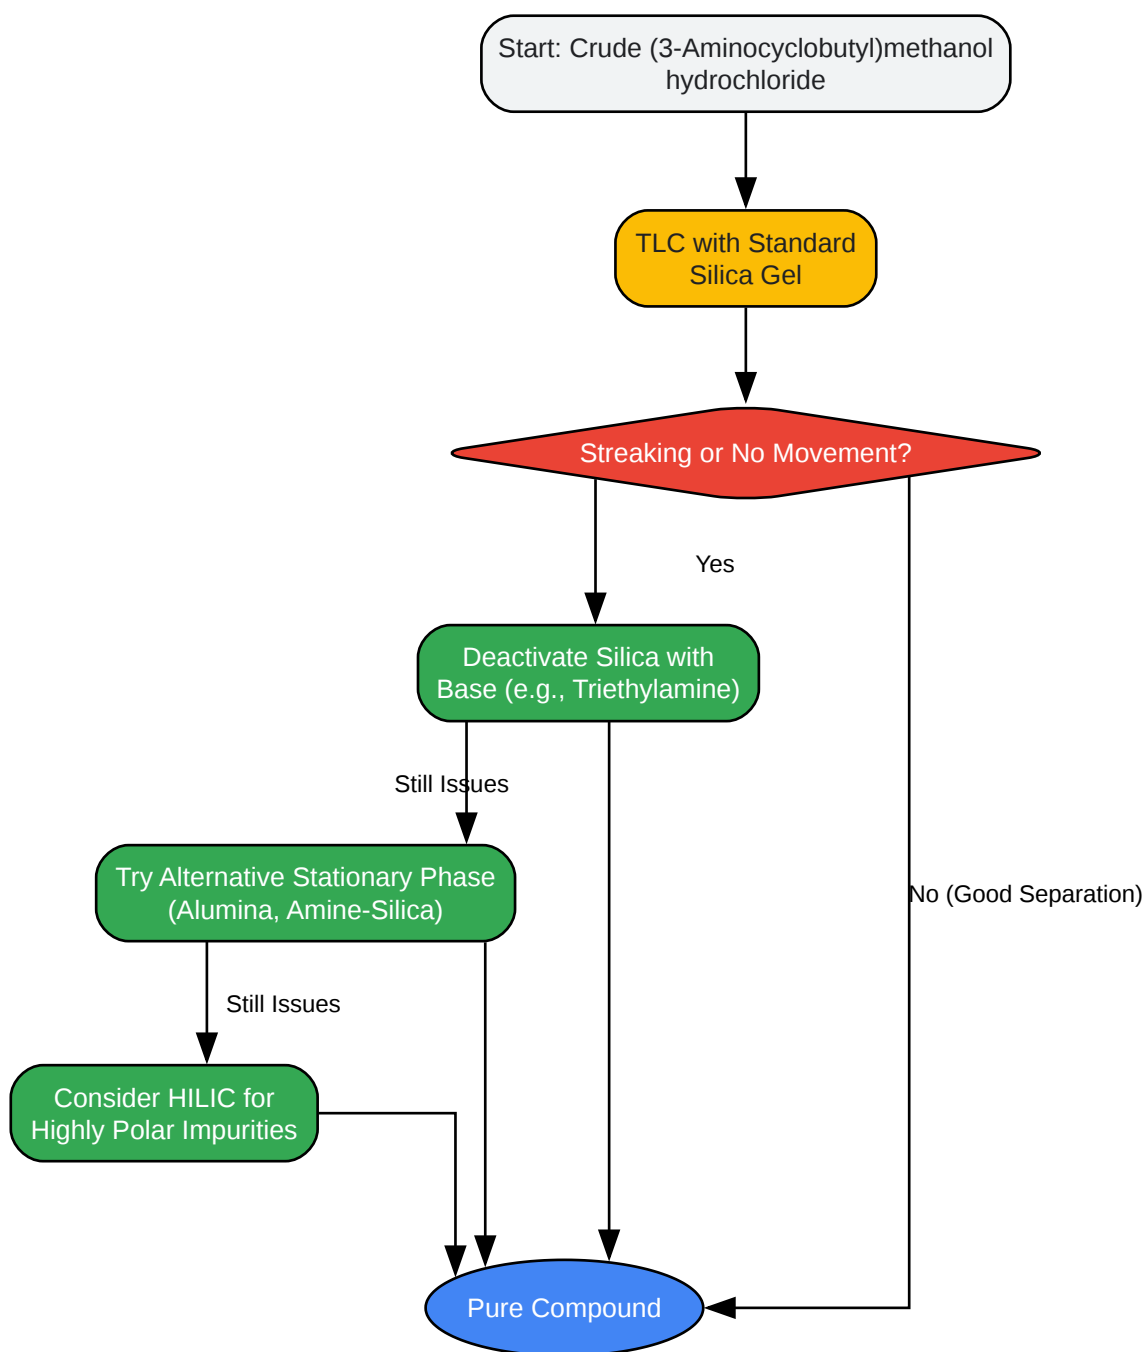 Start: Crude (3-Aminocyclobutyl)methanol
hydrochloride
TLC with Standard
Silica Gel
Streaking or No Movement?
Yes
Deactivate Silica with
Base (e.g., Triethylamine)
Still Issues
Try Alternative Stationary Phase
(Alumina, Amine-Silica)
No (Good Separation)
Still Issues
Consider HILIC for
Highly Polar Impurities
Pure Compound